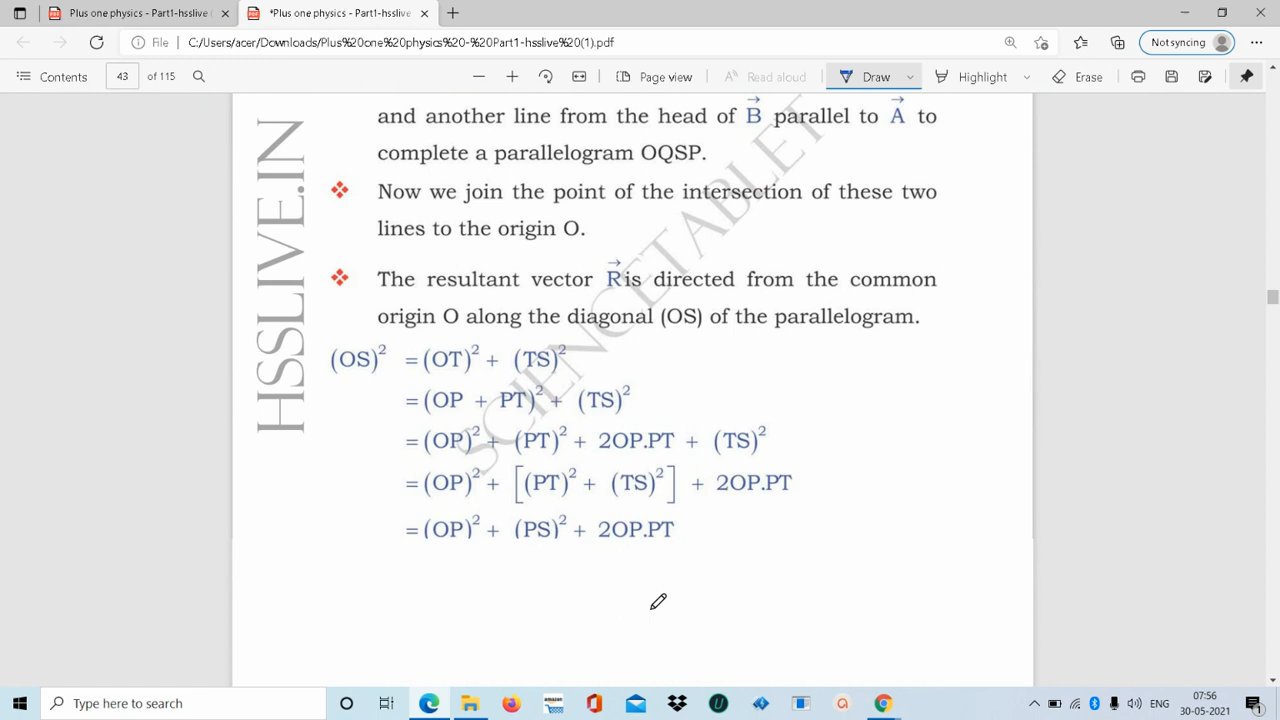 Plus one physics - Part1-hsslive (
*Plus one physics - Part1-hsslive
File
C:/Users/acer/Downloads/Plus%20one%20physics%20-%20Part1-hsslive%20(1).pdf
Not syncing
Contents
43
of 115
Page view
Read aloud
Draw
Highlight
Erase
and another line from the head of B⃗ parallel to A⃗ to
complete a parallelogram OQSP.
Now we join the point of the intersection of these two
lines to the origin O.
The resultant vector R⃗is directed from the common
origin O along the diagonal (OS) of the parallelogram.
(OS)² = (OT)² + (TS)²
= (OP + PT)² + (TS)²
= (OP)² + (PT)² + 2OP.PT + (TS)²
= (OP)² + [(PT)² + (TS)²] + 2OP.PT
= (OP)² + (PS)² + 2OP.PT
HSSLIVE.IN
SCIENCETABLET
Type here to search
amazon
ENG
07:56
30-05-2021
1